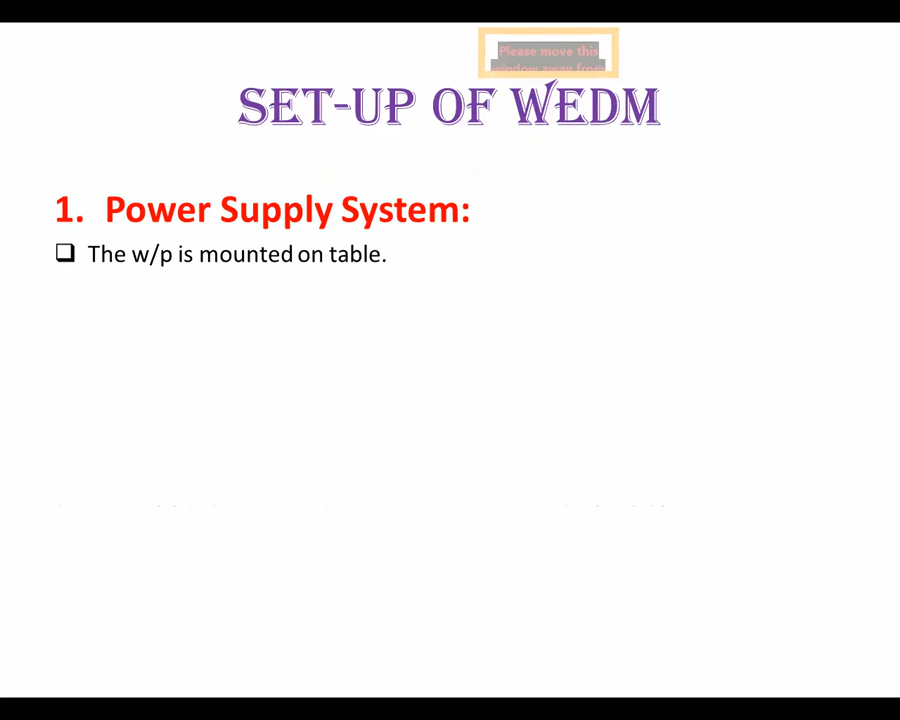 Please move this
window away from
SET-UP OF WEDM
1. Power Supply System:
❑ The w/p is mounted on table.